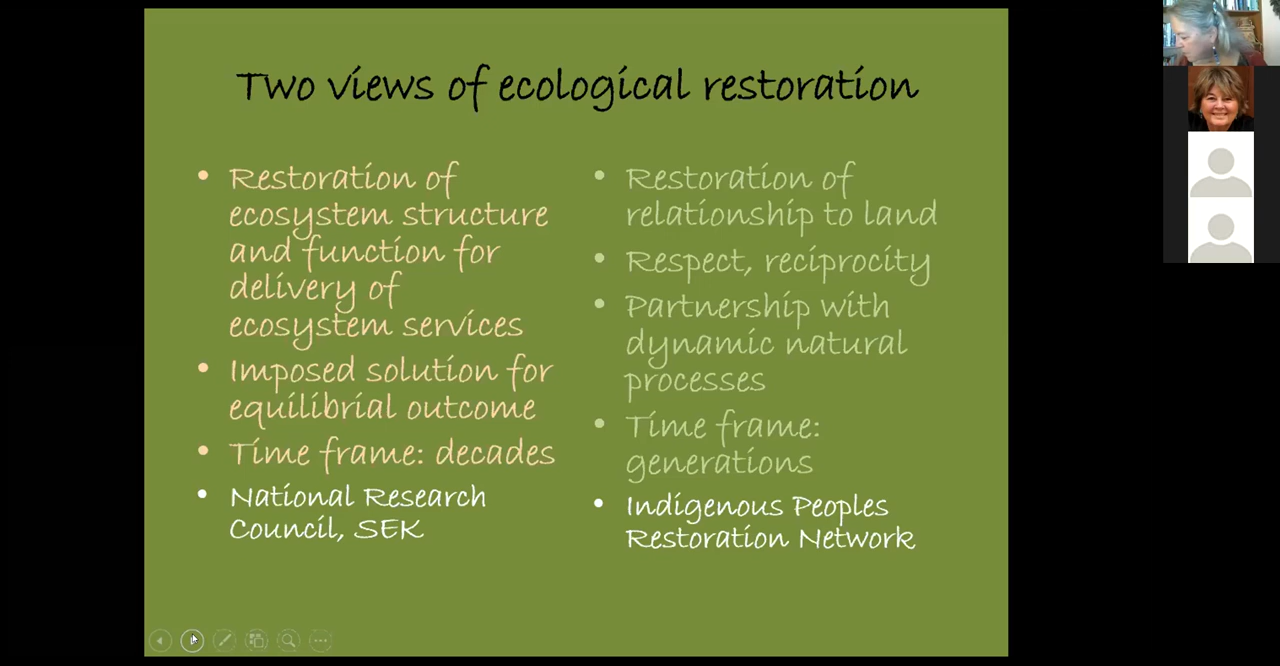 Two views of ecological restoration
• Restoration of
ecosystem structure
and function for
delivery of
ecosystem services
• Imposed solution for
equilibrial outcome
• Time frame: decades
• National Research
Council, SEK
• Restoration of
relationship to land
• Respect, reciprocity
• Partnership with
dynamic natural
processes
• Time frame:
generations
• Indigenous Peoples
Restoration Network